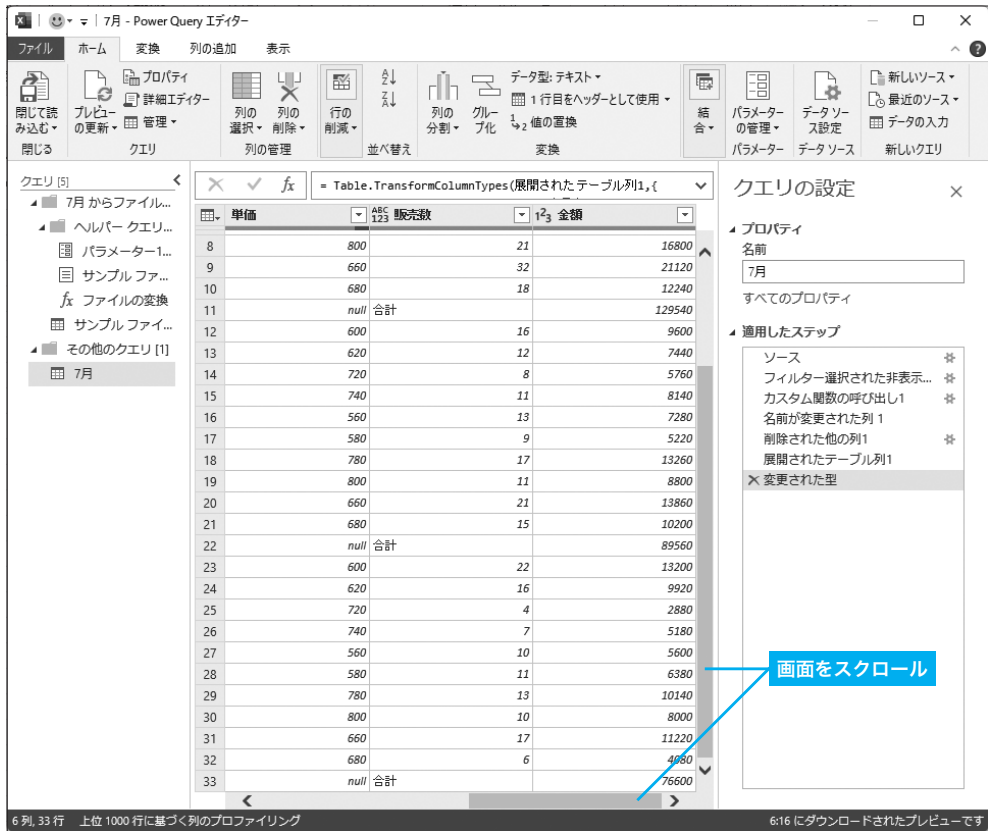 7月 - Power Query エディター
ファイル ホーム 変換 列の追加 表示
閉じて読み込む
閉じる
プレビューの更新
プロパティ
詳細エディター
管理
クエリ
列の選択
列の削除
列の管理
行の削減
並べ替え
列の分割
グループ化
データ型: テキスト
1 行目をヘッダーとして使用
値の置換
変換
結合
パラメーターの管理
パラメーター
データ ソース設定
データ ソース
新しいソース
最近のソース
データの入力
新しいクエリ
クエリ [5]
7月 からファイル...
ヘルパー クエリ...
パラメーター1...
サンプル ファ...
fx ファイルの変換
サンプル ファイ...
その他のクエリ [1]
7月
fx = Table.TransformColumnTypes(展開されたテーブル列1,{
単価 ABC 123 販売数 123 金額
8 800 21 16800
9 660 32 21120
10 680 18 12240
11 null 合計 129540
12 600 16 9600
13 620 12 7440
14 720 8 5760
15 740 11 8140
16 560 13 7280
17 580 9 5220
18 780 17 13260
19 800 11 8800
20 660 21 13860
21 680 15 10200
22 null 合計 89560
23 600 22 13200
24 620 16 9920
25 720 4 2880
26 740 7 5180
27 560 10 5600
28 580 11 6380
29 780 13 10140
30 800 10 8000
31 660 17 11220
32 680 6 4080
33 null 合計 76600
クエリの設定
プロパティ
名前
7月
すべてのプロパティ
適用したステップ
ソース
フィルター選択された非表示...
カスタム関数の呼び出し1
名前が変更された列 1
削除された他の列1
展開されたテーブル列1
変更された型
画面をスクロール
6 列, 33 行 上位 1000 行に基づく列のプロファイリング 6:16 にダウンロードされたプレビューです